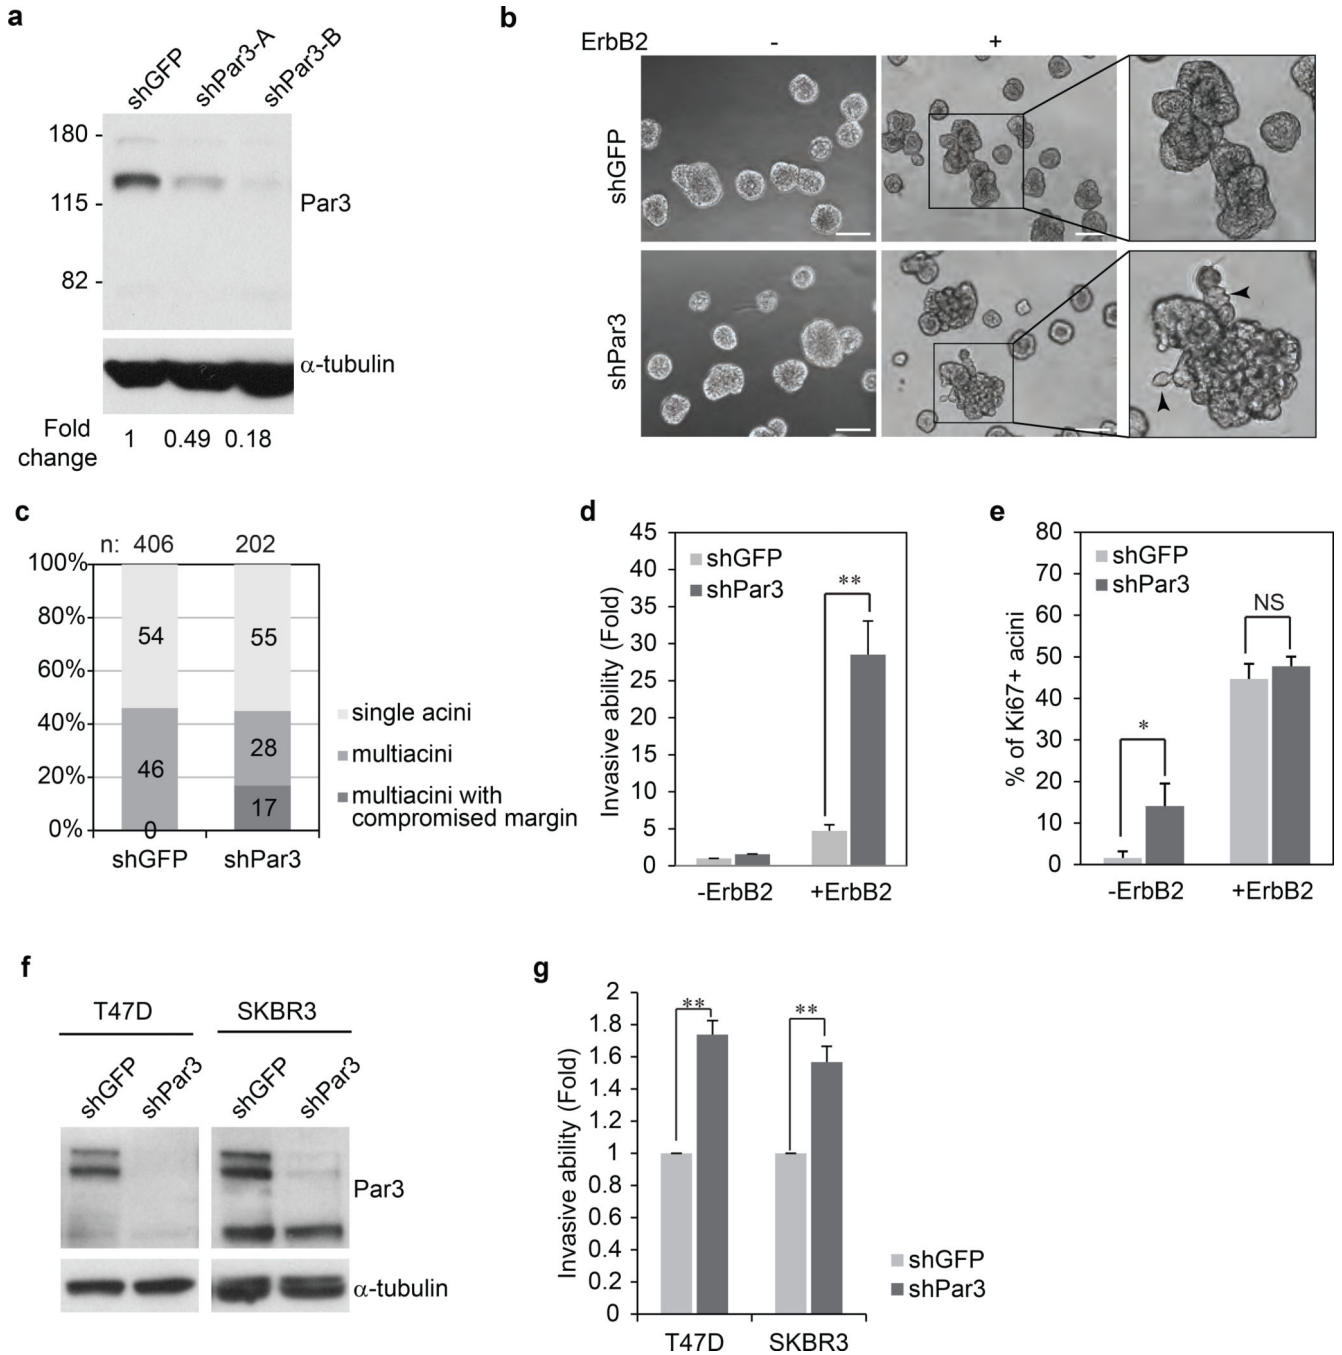 a
shGFP
shPar3-A
shPar3-B
180
115
82
Par3
α-tubulin
Fold change
1 0.49 0.18
b
ErbB2 - +
shGFP
shPar3
c
n: 406 202
100%
80%
60%
40%
20%
0%
54
46
0
55
28
17
shGFP shPar3
single acini
multiacini
multiacini with
compromised margin
d
Invasive ability (Fold)
45
40
35
30
25
20
15
10
5
0
shGFP
shPar3
**
-ErbB2 +ErbB2
e
% of Ki67+ acini
80
70
60
50
40
30
20
10
0
shGFP
shPar3
*
NS
-ErbB2 +ErbB2
f
T47D SKBR3
shGFP
shPar3
shGFP
shPar3
Par3
α-tubulin
g
Invasive ability (Fold)
2
1.8
1.6
1.4
1.2
1
0.8
0.6
0.4
0.2
0
**
**
T47D SKBR3
shGFP
shPar3